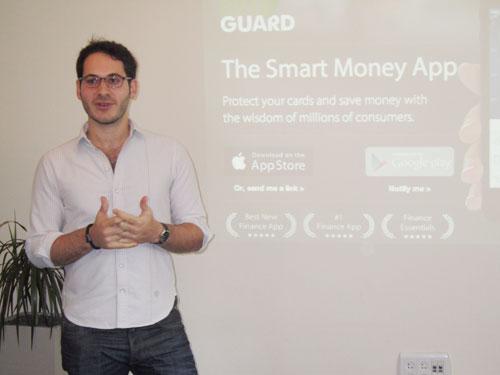 GUARD
The Smart Money App
Protect your cards and save money with
the wisdom of millions of consumers.
Download on the
App Store
Google play
Or, send me a link >
Notify me >
Best New
Finance App
#1
Finance App
Finance
Essentials